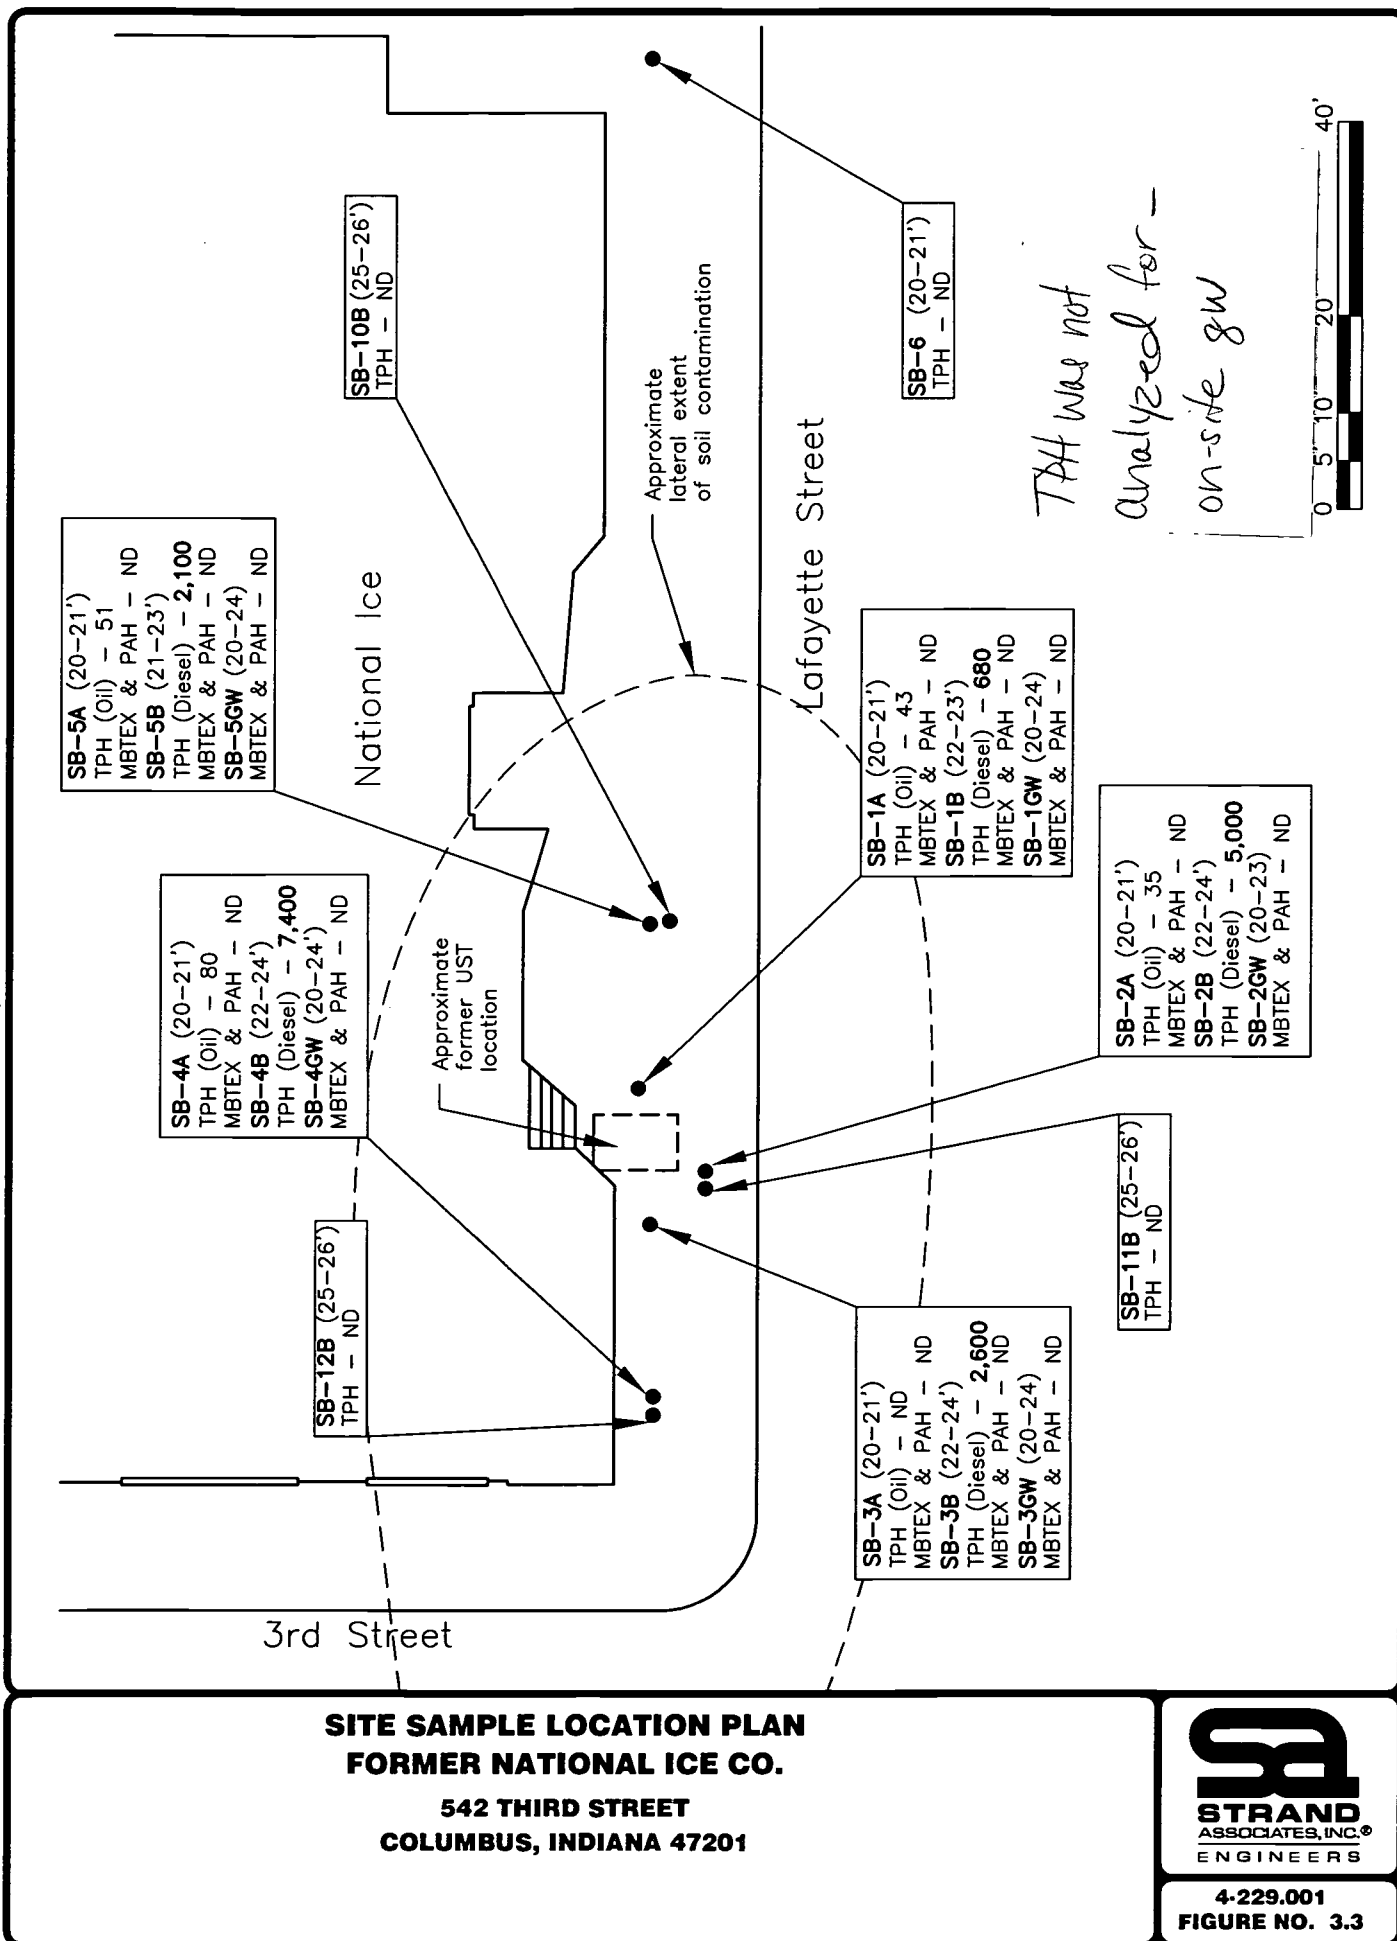 SB-5A (20-21')
TPH (Oil) - 51
MBTEX & PAH - ND
SB-5B (21-23')
TPH (Diesel) - 2,100
MBTEX & PAH - ND
SB-5GW (20-24)
MBTEX & PAH - ND
SB-10B (25-26')
TPH - ND
National Ice
SB-4A (20-21')
TPH (Oil) - 80
MBTEX & PAH - ND
SB-4B (22-24')
TPH (Diesel) - 7,400
SB-4GW (20-24')
MBTEX & PAH - ND
SB-12B (25-26')
TPH - ND
Approximate
former UST
location
Approximate
lateral extent
of soil contamination
Lafayette Street
SB-6 (20-21')
TPH - ND
SB-1A (20-21')
TPH (Oil) - 43
MBTEX & PAH - ND
SB-1B (22-23')
TPH (Diesel) - 680
MBTEX & PAH - ND
SB-1GW (20-24)
MBTEX & PAH - ND
SB-2A (20-21')
TPH (Oil) - 35
MBTEX & PAH - ND
SB-2B (22-24')
TPH (Diesel) - 5,000
SB-2GW (20-23)
MBTEX & PAH - ND
SB-11B (25-26')
TPH - ND
SB-3A (20-21')
TPH (Oil) - ND
MBTEX & PAH - ND
SB-3B (22-24')
TPH (Diesel) - 2,600
MBTEX & PAH - ND
SB-3GW (20-24)
MBTEX & PAH - ND
3rd Street
TPH was not
analyzed for -
on-site gw
0 5' 10' 20' 40'
SITE SAMPLE LOCATION PLAN
FORMER NATIONAL ICE CO.
542 THIRD STREET
COLUMBUS, INDIANA 47201
sa
STRAND
ASSOCIATES, INC.®
ENGINEERS
4-229.001
FIGURE NO. 3.3